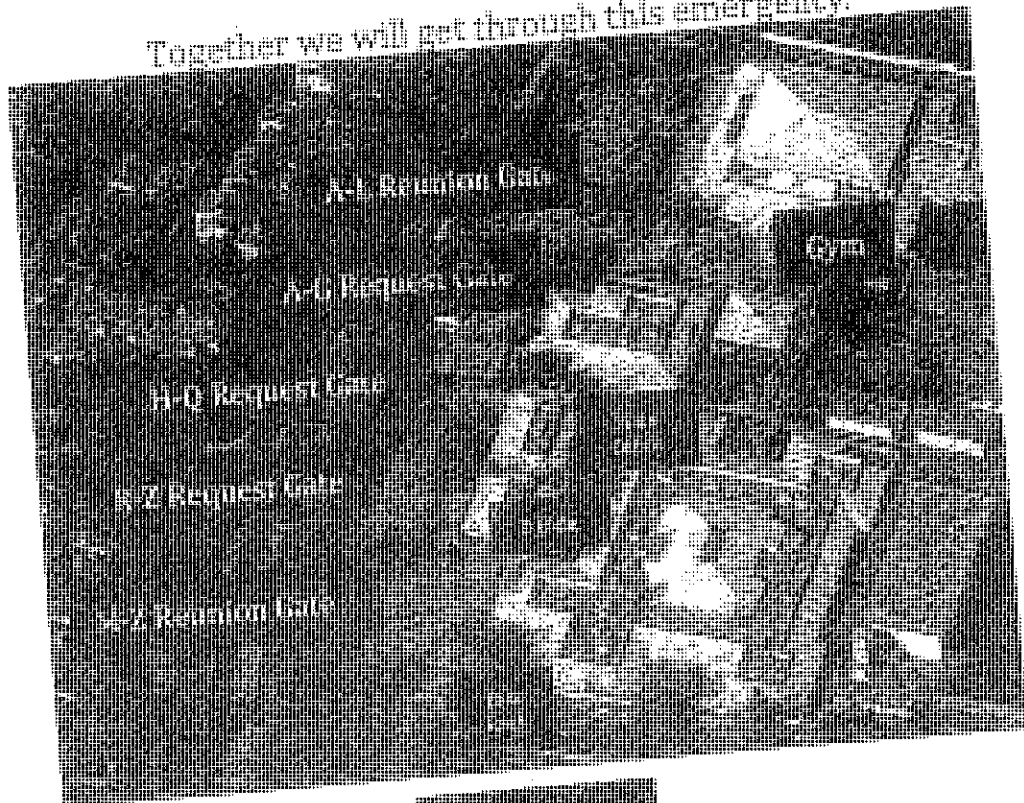 Together we will get through this emergency.
A-L Reunion Gate
Gym
A-G Request Gate
H-Q Request Gate
R-Z Request Gate
Reunion Gate